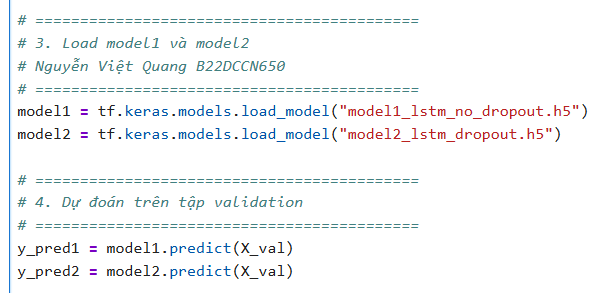 # ==========================================
# 3. Load model1 và model2
# Nguyễn Việt Quang B22DCCN650
# ==========================================
model1 = tf.keras.models.load_model("model1_lstm_no_dropout.h5")
model2 = tf.keras.models.load_model("model2_lstm_dropout.h5")
# ==========================================
# 4. Dự đoán trên tập validation
# ==========================================
y_pred1 = model1.predict(X_val)
y_pred2 = model2.predict(X_val)